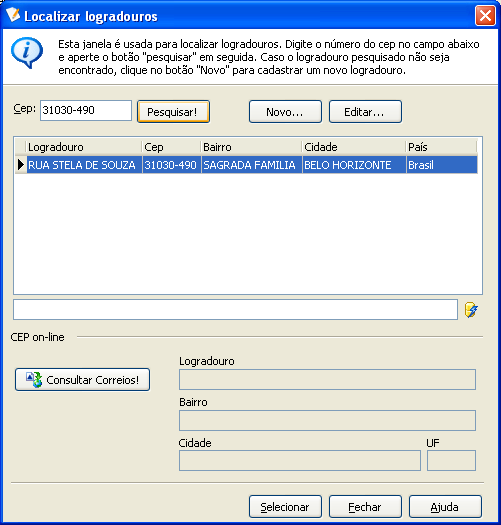 Localizar logradouros
Esta janela é usada para localizar logradouros. Digite o número do cep no campo abaixo
e aperte o botão "pesquisar" em seguida. Caso o logradouro pesquisado não seja
encontrado, clique no botão "Novo" para cadastrar um novo logradouro.
Cep: 31030-490 Pesquisar! Novo... Editar...
Logradouro Cep Bairro Cidade País
RUA STELA DE SOUZA 31030-490 SAGRADA FAMILIA BELO HORIZONTE Brasil
CEP on-line
Logradouro
Consultar Correios!
Bairro
Cidade UF
Selecionar Fechar Ajuda